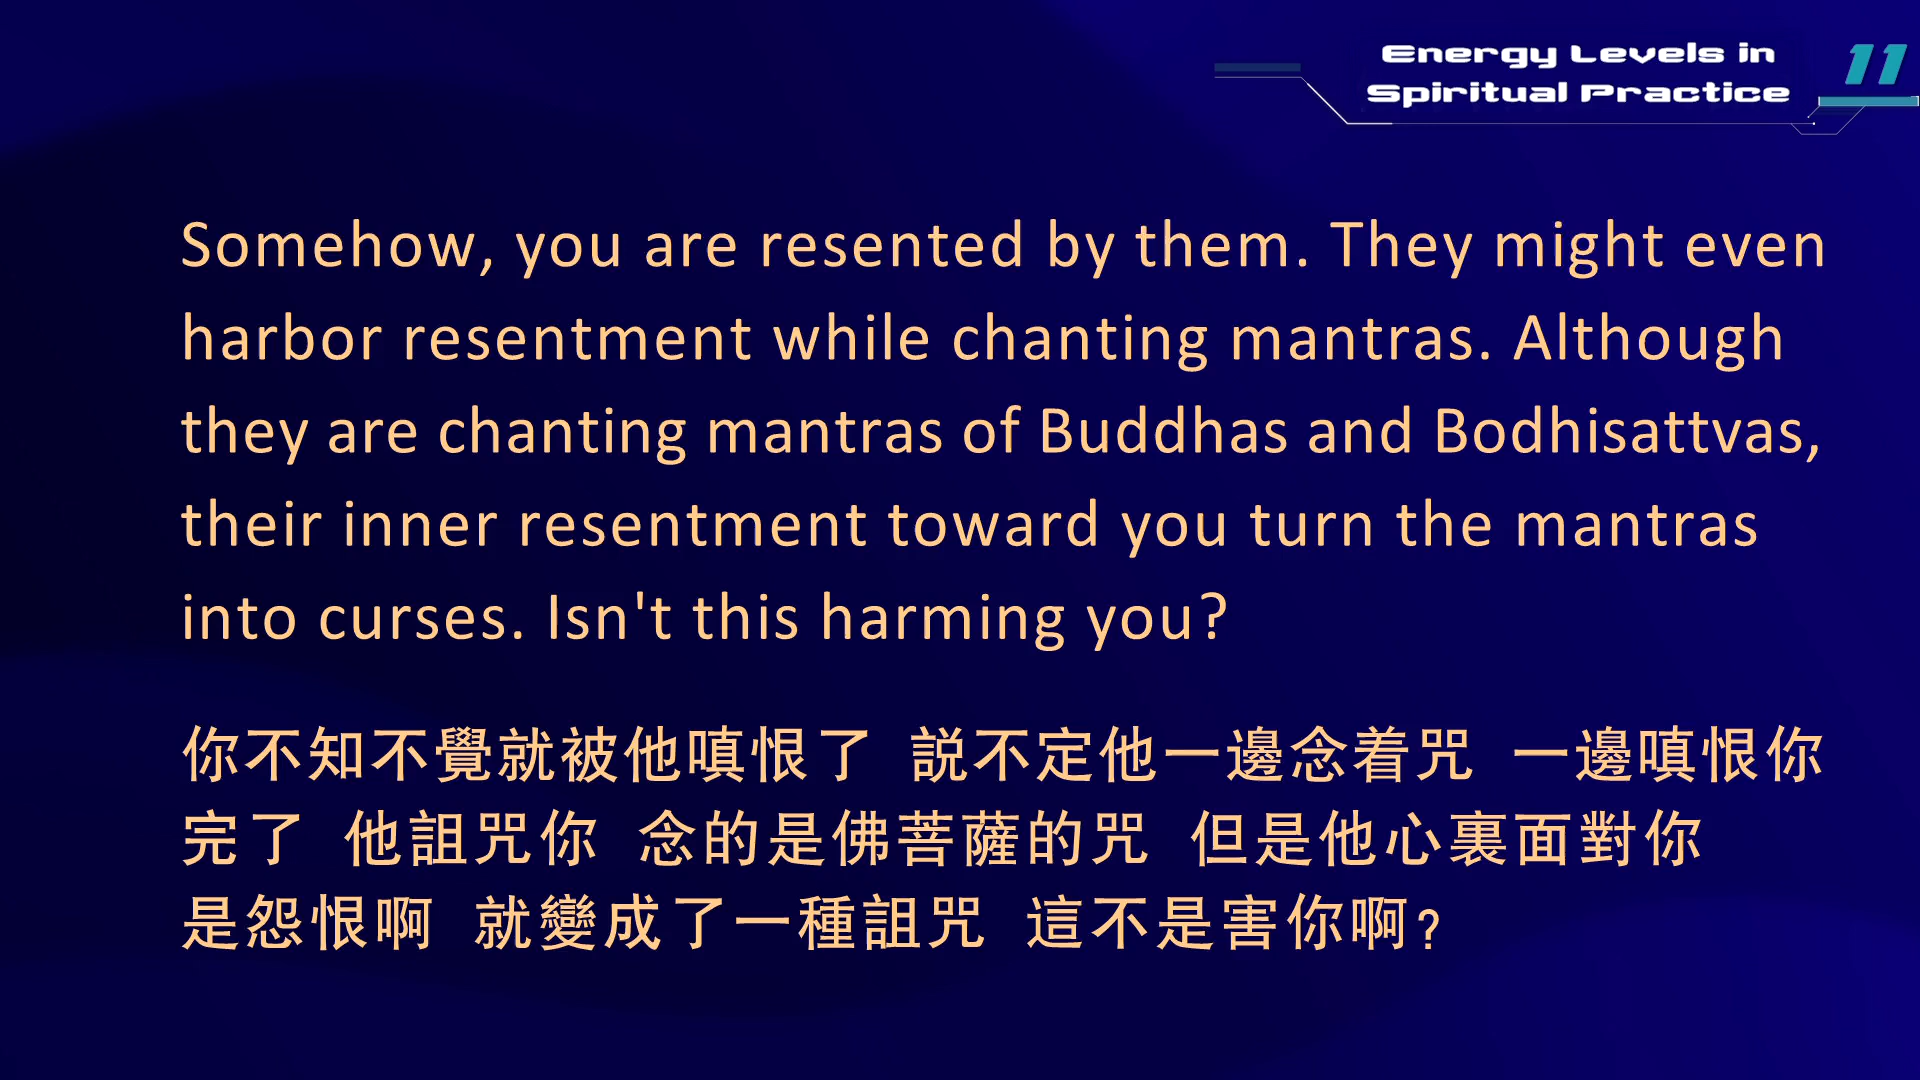 Energy Levels in
Spiritual Practice
11
Somehow, you are resented by them. They might even
harbor resentment while chanting mantras. Although
they are chanting mantras of Buddhas and Bodhisattvas,
their inner resentment toward you turn the mantras
into curses. Isn't this harming you?
你不知不覺就被他嗔恨了 説不定他一邊念着咒 一邊嗔恨你
完了 他詛咒你 念的是佛菩薩的咒 但是他心裏面對你
是怨恨啊 就變成了一種詛咒 這不是害你啊?